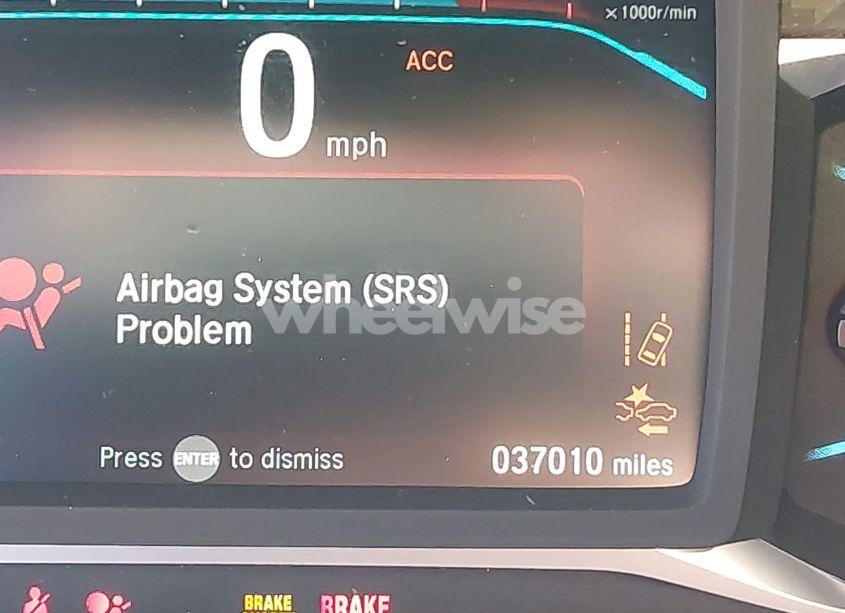 ×1000r/min
ACC
0 mph
Airbag System (SRS)
Problem
wheelwise
Press ENTER to dismiss
037010 miles
BRAKE
BRAKE